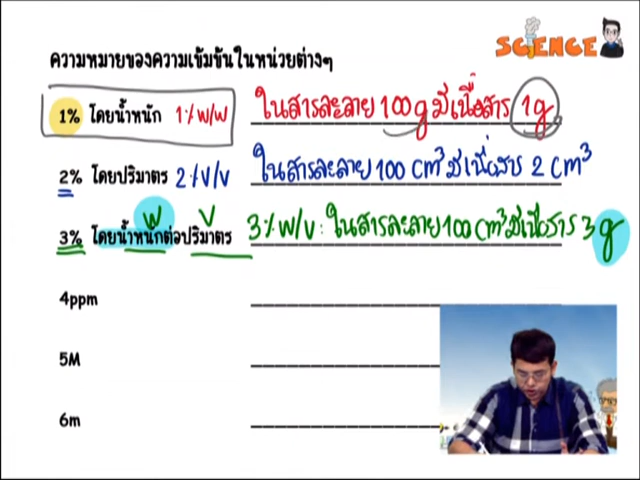 SCIENCE
ความหมายของความเข้มข้นในหน่วยต่างๆ
1% โดยน้ำหนัก 1% W/W ในสารละลาย 100 g มีเนื้อสาร 1 g
2% โดยปริมาตร 2% V/V ในสารละลาย 100 cm³ มีเนื้อสาร 2 cm³
W V
3% โดยน้ำหนักต่อปริมาตร 3% W/V : ในสารละลาย 100 cm³ มีเนื้อสาร 3 g
4ppm
5M
6m